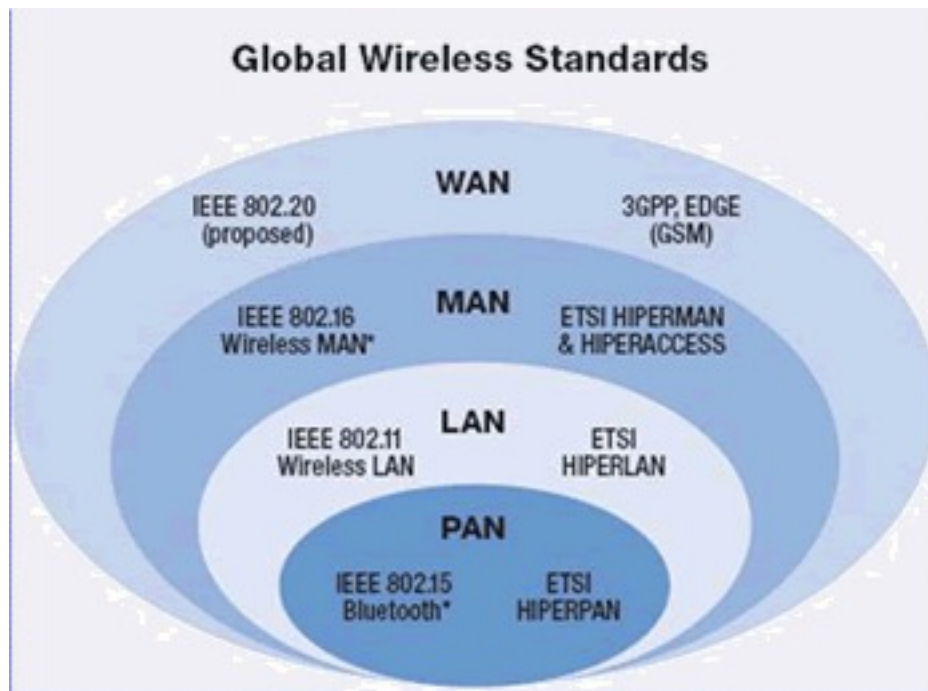 Global Wireless Standards
WAN
IEEE 802.20
(proposed)
3GPP, EDGE
(GSM)
MAN
IEEE 802.16
Wireless MAN*
ETSI HIPERMAN
& HIPERACCESS
LAN
IEEE 802.11
Wireless LAN
ETSI
HIPERLAN
PAN
IEEE 802.15
Bluetooth*
ETSI
HIPERPAN